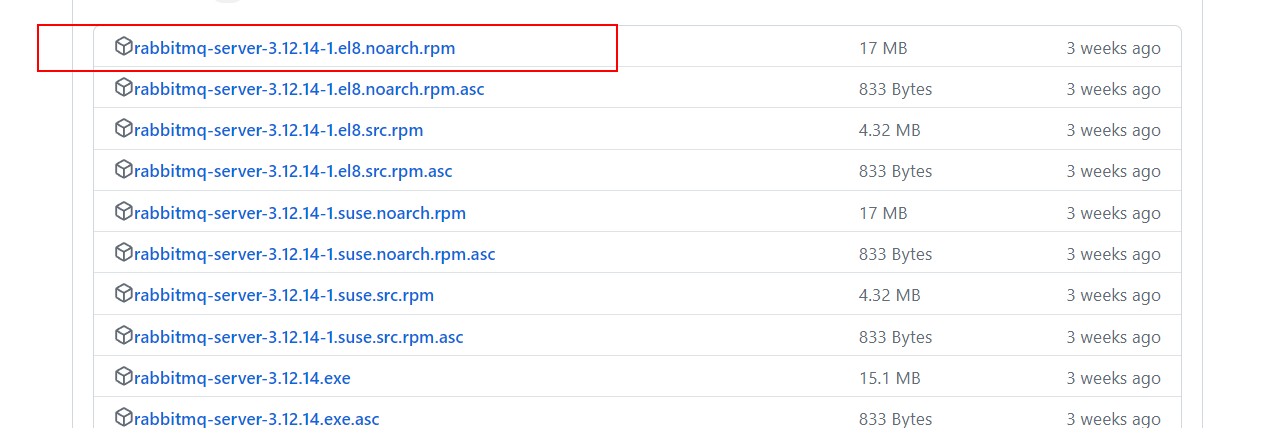 rabbitmq-server-3.12.14-1.el8.noarch.rpm 17 MB 3 weeks ago
rabbitmq-server-3.12.14-1.el8.noarch.rpm.asc 833 Bytes 3 weeks ago
rabbitmq-server-3.12.14-1.el8.src.rpm 4.32 MB 3 weeks ago
rabbitmq-server-3.12.14-1.el8.src.rpm.asc 833 Bytes 3 weeks ago
rabbitmq-server-3.12.14-1.suse.noarch.rpm 17 MB 3 weeks ago
rabbitmq-server-3.12.14-1.suse.noarch.rpm.asc 833 Bytes 3 weeks ago
rabbitmq-server-3.12.14-1.suse.src.rpm 4.32 MB 3 weeks ago
rabbitmq-server-3.12.14-1.suse.src.rpm.asc 833 Bytes 3 weeks ago
rabbitmq-server-3.12.14.exe 15.1 MB 3 weeks ago
rabbitmq-server-3.12.14.exe.asc 833 Bytes 3 weeks ago